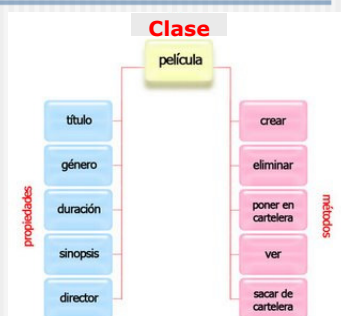 Clase
película
título
género
duración
sinopsis
director
propiedades
crear
eliminar
poner en
cartelera
ver
sacar de
cartelera
métodos